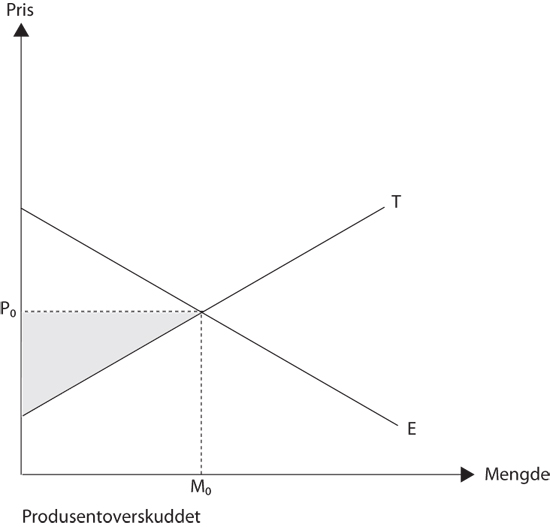 Pris
T
P₀
E
Mengde
M₀
Produsentoverskuddet